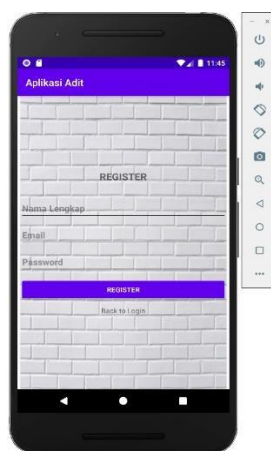 11:45
Aplikasi Adit
REGISTER
Nama Lengkap
Email
Password
REGISTER
Back to Login